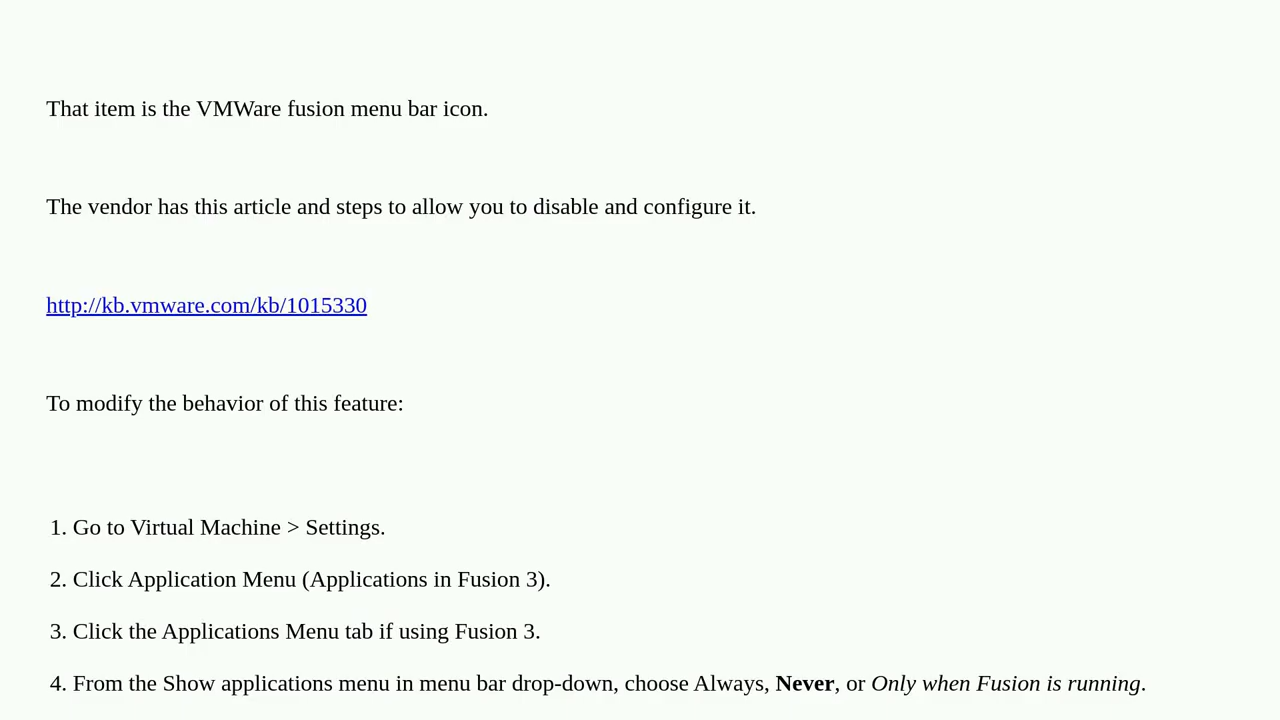 That item is the VMWare fusion menu bar icon.
The vendor has this article and steps to allow you to disable and configure it.
http://kb.vmware.com/kb/1015330
To modify the behavior of this feature:
1. Go to Virtual Machine > Settings.
2. Click Application Menu (Applications in Fusion 3).
3. Click the Applications Menu tab if using Fusion 3.
4. From the Show applications menu in menu bar drop-down, choose Always, Never, or Only when Fusion is running.